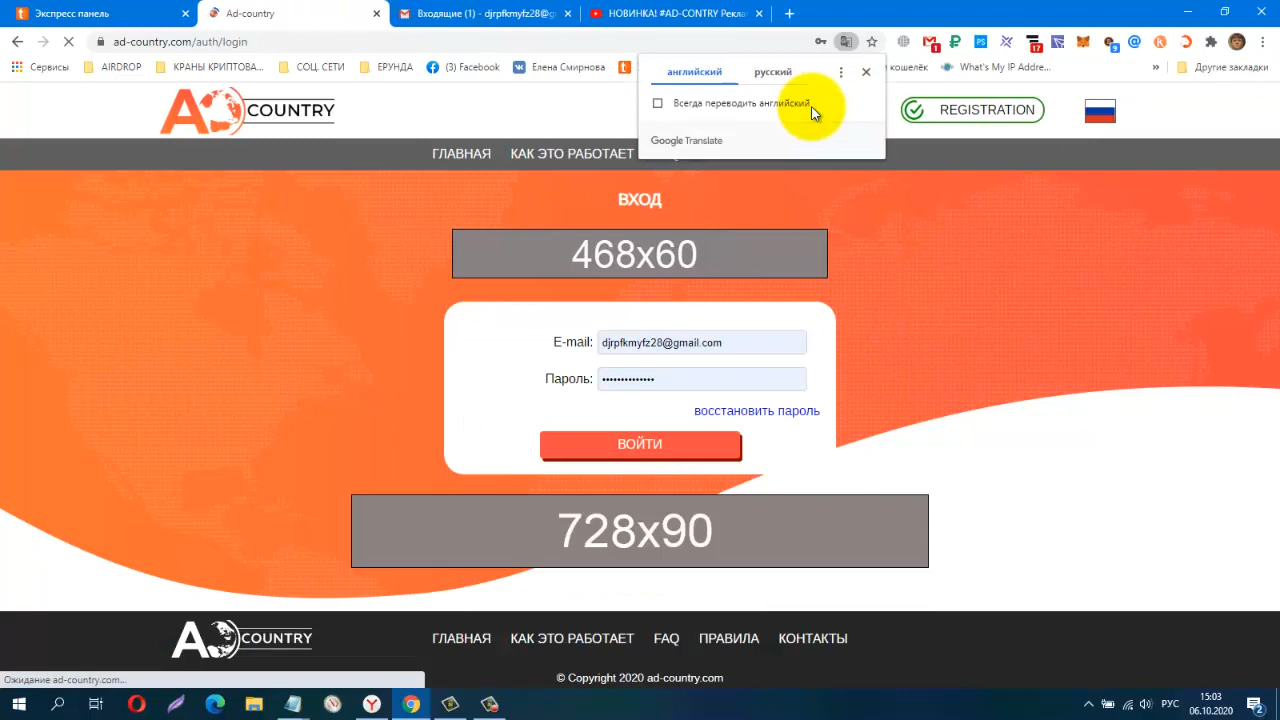 Экспресс панель
Ad-country
Входящие (1) - djrpfkmyfz28@g
НОВИНКА! #AD-CONTRY Рекла
ad-country.com/auth/login
Сервисы
AIRDROP
КРАНЫ КРИПТОВА...
СОЦ. СЕТИ
ЕРУНДА
(3) Facebook
Елена Смирнова
кошелёк
What's My IP Addre...
»
Другие закладки
английский
русский
Всегда переводить английский
Google Translate
AD COUNTRY
REGISTRATION
ГЛАВНАЯ
КАК ЭТО РАБОТАЕТ
ВХОД
468x60
E-mail:
djrpfkmyfz28@gmail.com
Пароль:
••••••••••••••
восстановить пароль
ВОЙТИ
728x90
AD COUNTRY
ГЛАВНАЯ
КАК ЭТО РАБОТАЕТ
FAQ
ПРАВИЛА
КОНТАКТЫ
© Copyright 2020 ad-country.com
Ожидание ad-country.com...
РУС
15:03
06.10.2020